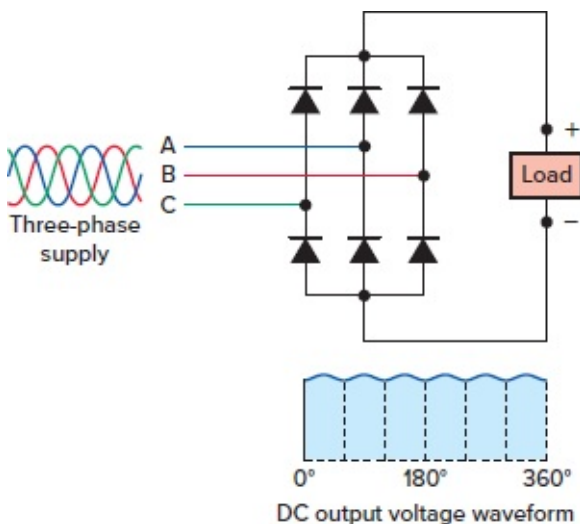 A
B
C
Three-phase
supply
+
Load
−
0° 180° 360°
DC output voltage waveform